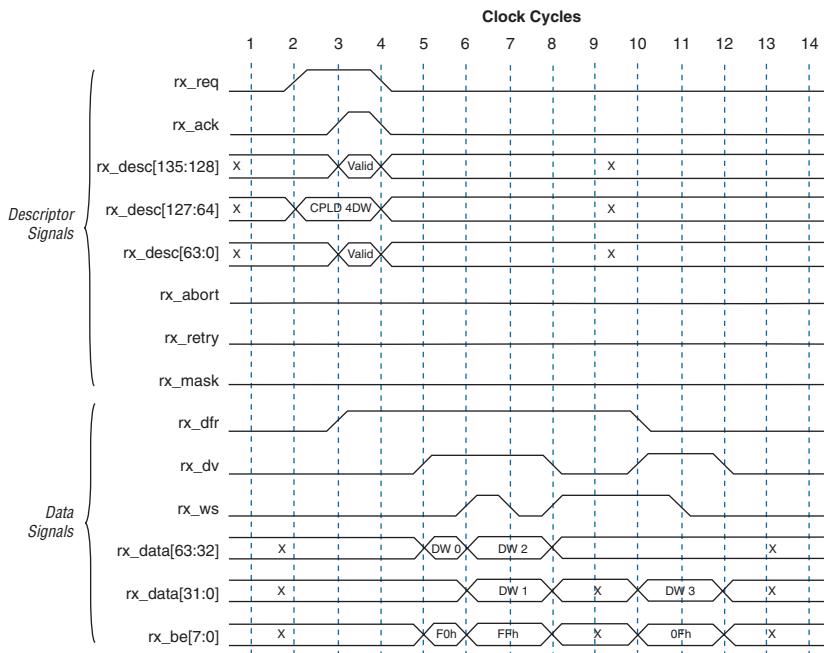 Clock Cycles
1 2 3 4 5 6 7 8 9 10 11 12 13 14
Descriptor
Signals
rx_req
rx_ack
rx_desc[135:128] X Valid X
rx_desc[127:64] X CPLD 4DW X
rx_desc[63:0] X Valid X
rx_abort
rx_retry
rx_mask
Data
Signals
rx_dfr
rx_dv
rx_ws
rx_data[63:32] X DW 0 DW 2 X
rx_data[31:0] X DW 1 X DW 3 X
rx_be[7:0] X F0h FFh X 0Fh X